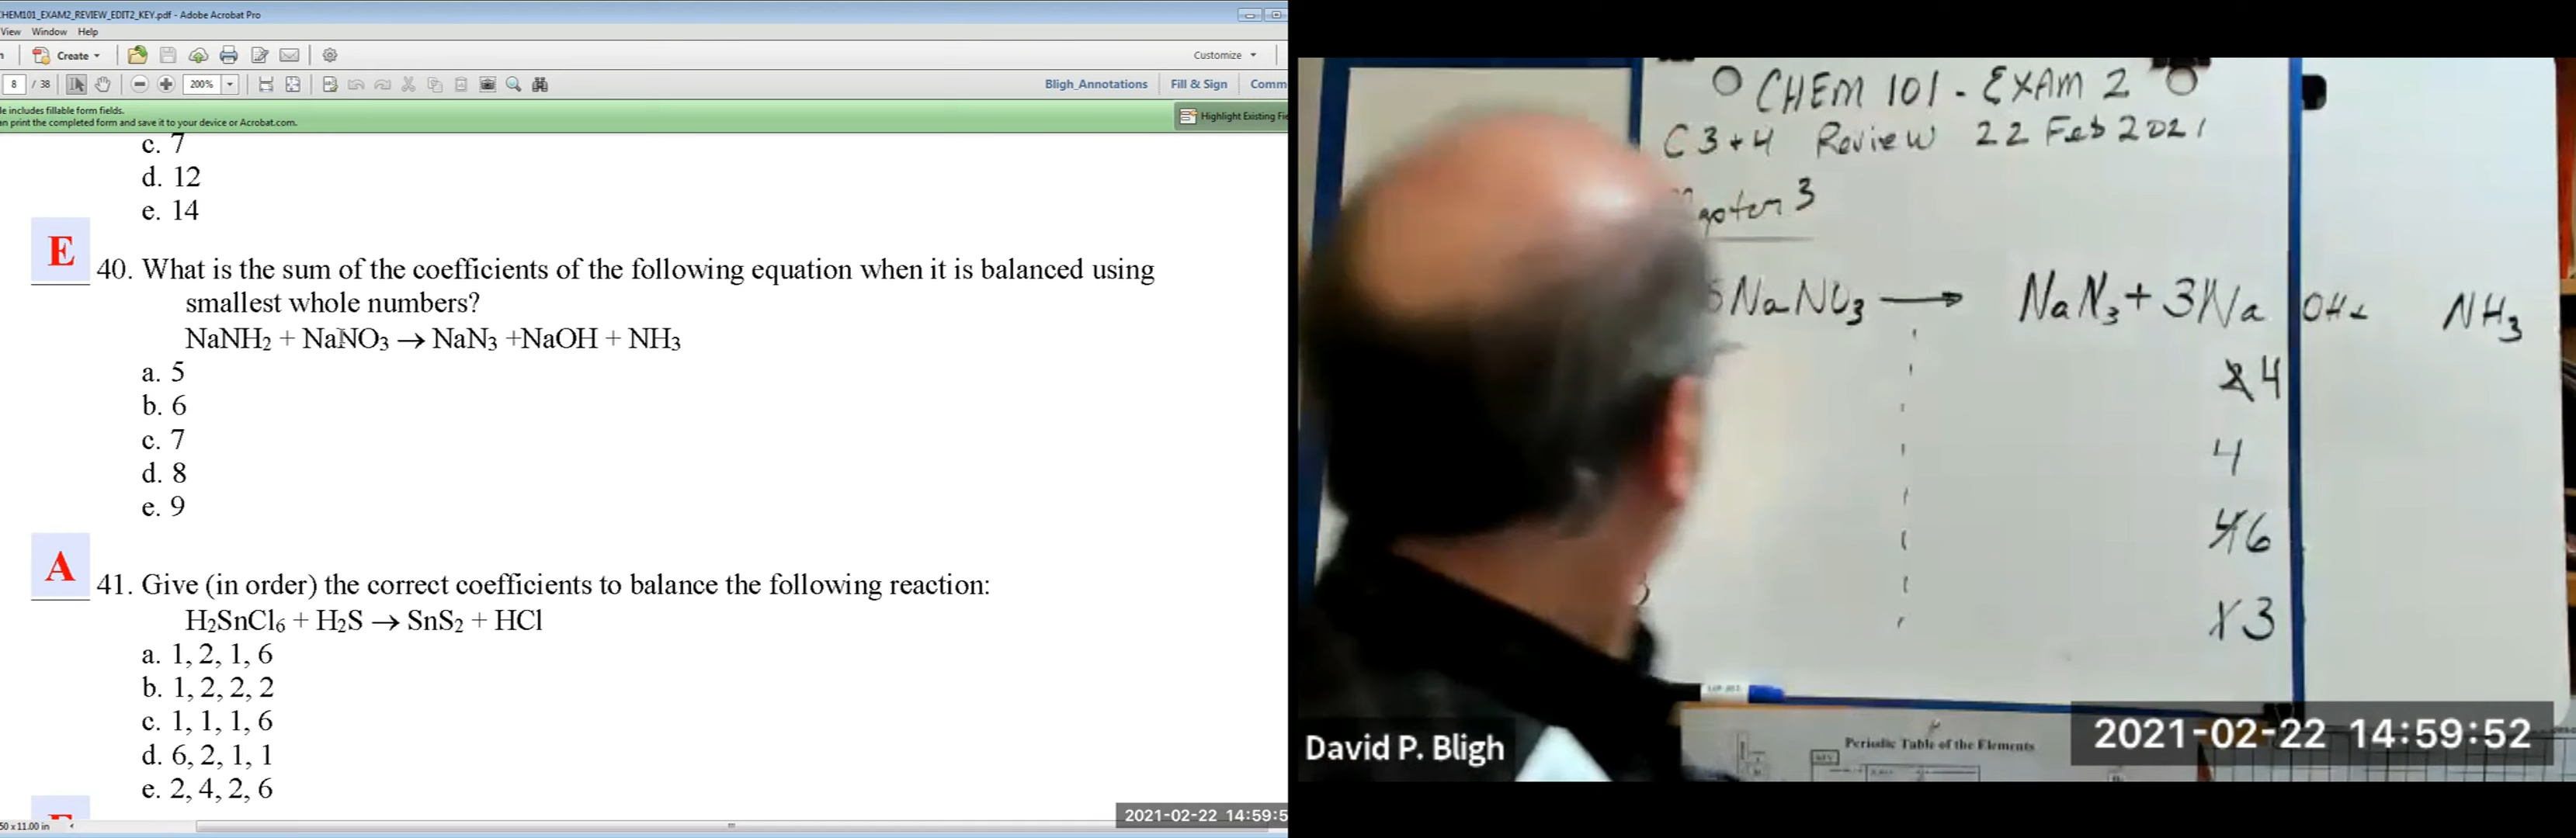 CHEM101_EXAM2_REVIEW_EDIT2_KEY.pdf - Adobe Acrobat Pro
View Window Help
Create Customize
8 / 38 200% Bligh_Annotations Fill & Sign
includes fillable form fields.
print the completed form and save it to your device or Acrobat.com. Highlight Existing
c. 7
d. 12
e. 14
E
40. What is the sum of the coefficients of the following equation when it is balanced using
smallest whole numbers?
NaNH₂ + NaNO₃ → NaN₃ +NaOH + NH₃
a. 5
b. 6
c. 7
d. 8
e. 9
A
41. Give (in order) the correct coefficients to balance the following reaction:
H₂SnCl₆ + H₂S → SnS₂ + HCl
a. 1, 2, 1, 6
b. 1, 2, 2, 2
c. 1, 1, 1, 6
d. 6, 2, 1, 1
e. 2, 4, 2, 6
x 11.00 in
2021-02-22 14:59:5
CHEM 101 - EXAM 2
C 3+4 Review 22 Feb 2021
3
NaNO₃ → NaN₃ + 3Na OH + NH₃
4
4
6
3
Periodic Table of the Elements
David P. Bligh
2021-02-22 14:59:52